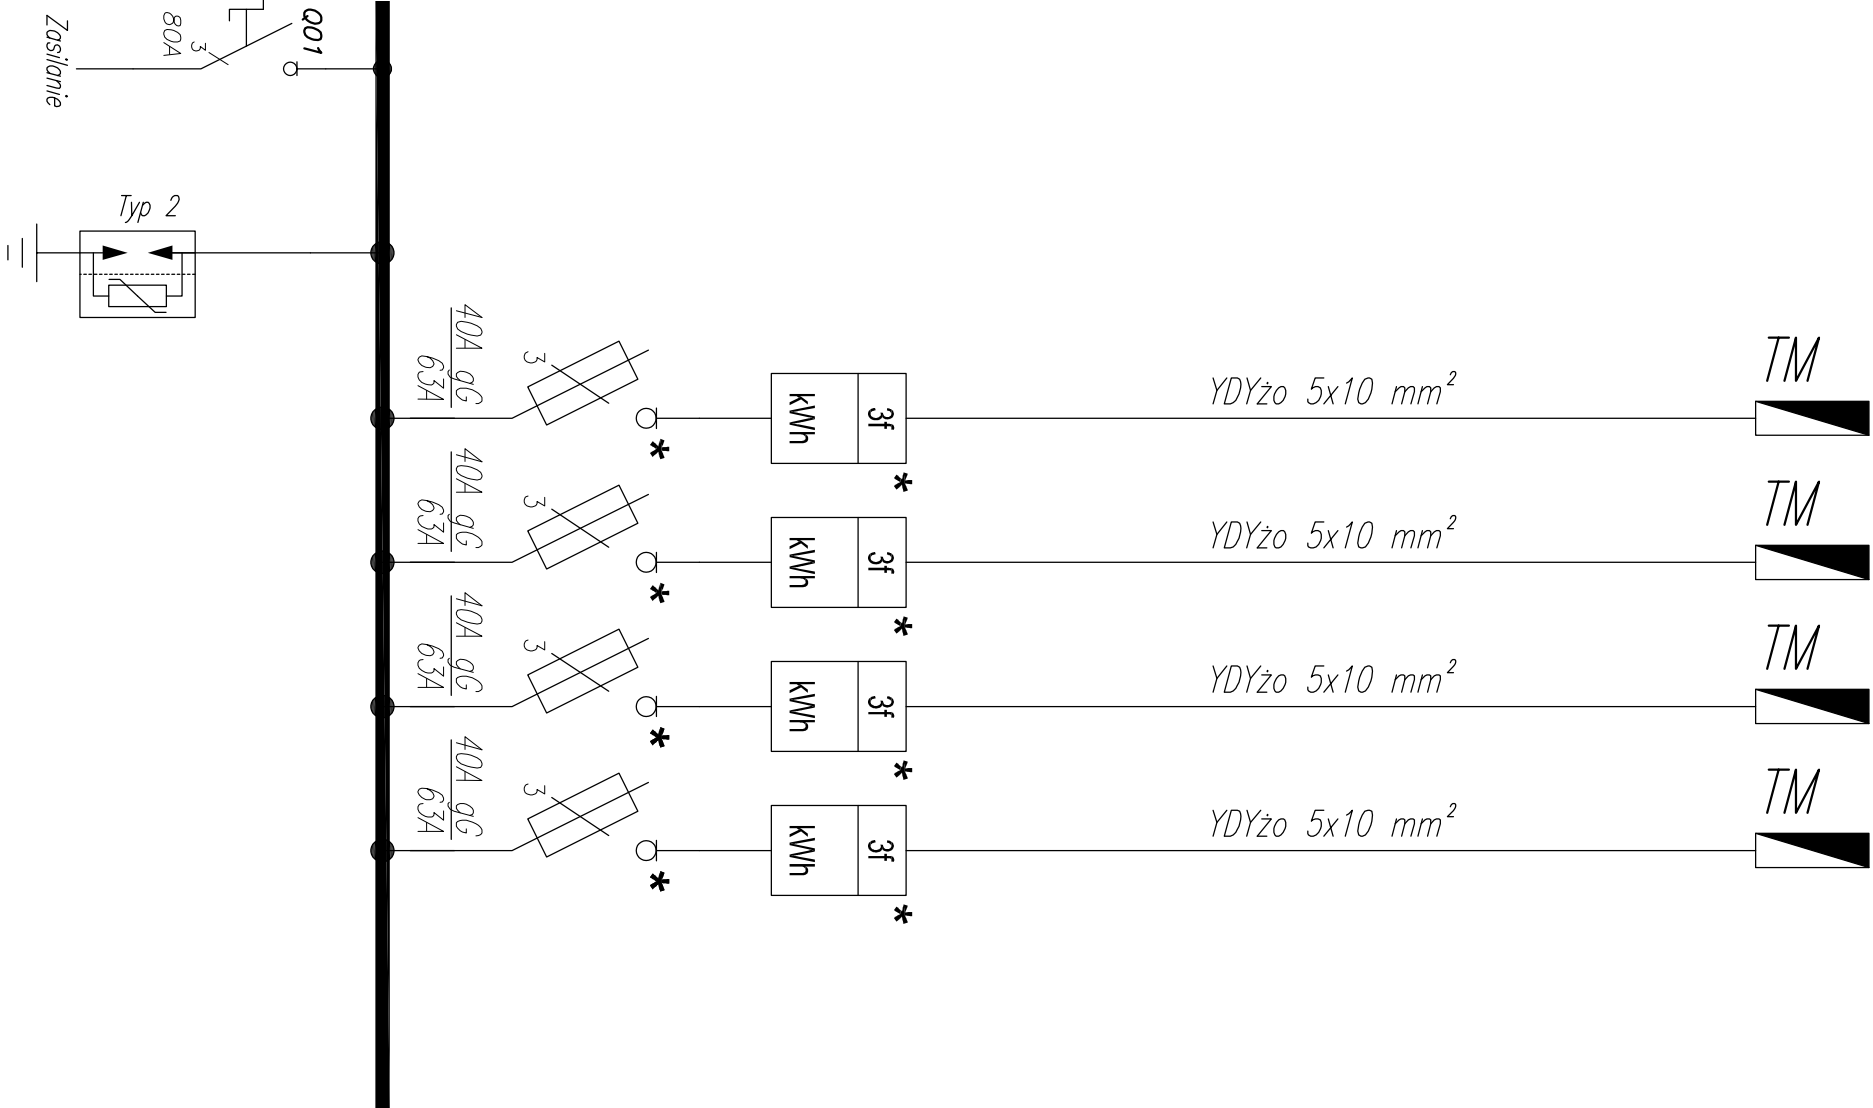 Zasilanie
80A
3
Q01
Typ 2
40A gG
63A
3
*
kWh
3f
*
YDYżo 5x10 mm²
TM
40A gG
63A
3
*
kWh
3f
*
YDYżo 5x10 mm²
TM
40A gG
63A
3
*
kWh
3f
*
YDYżo 5x10 mm²
TM
40A gG
63A
3
*
kWh
3f
*
YDYżo 5x10 mm²
TM